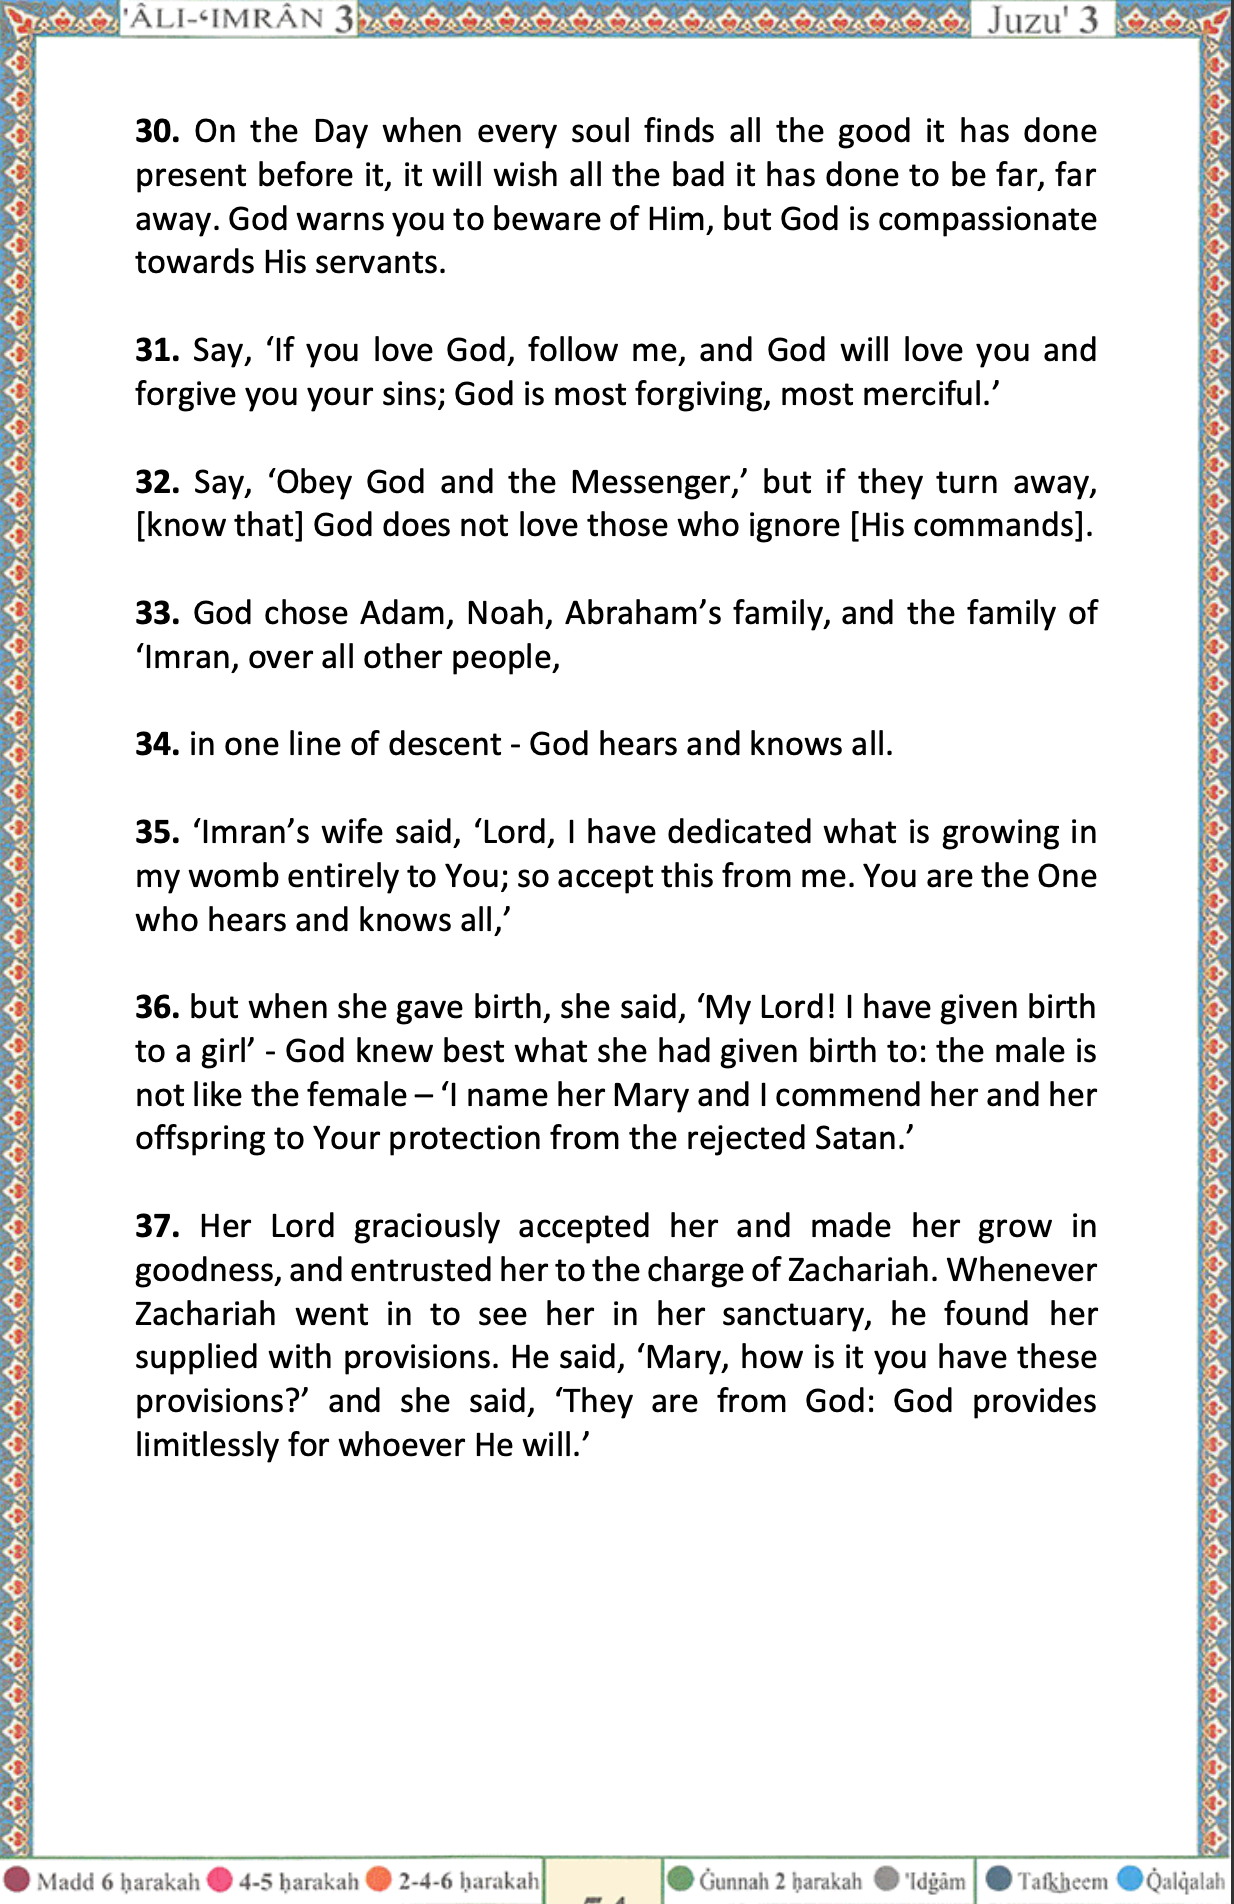 'ÂLI-ʻIMRÂN 3
Juzu' 3
30. On the Day when every soul finds all the good it has done
present before it, it will wish all the bad it has done to be far, far
away. God warns you to beware of Him, but God is compassionate
towards His servants.
31. Say, ‘If you love God, follow me, and God will love you and
forgive you your sins; God is most forgiving, most merciful.’
32. Say, ‘Obey God and the Messenger,’ but if they turn away,
[know that] God does not love those who ignore [His commands].
33. God chose Adam, Noah, Abraham’s family, and the family of
‘Imran, over all other people,
34. in one line of descent - God hears and knows all.
35. ‘Imran’s wife said, ‘Lord, I have dedicated what is growing in
my womb entirely to You; so accept this from me. You are the One
who hears and knows all,’
36. but when she gave birth, she said, ‘My Lord! I have given birth
to a girl’ - God knew best what she had given birth to: the male is
not like the female – ‘I name her Mary and I commend her and her
offspring to Your protection from the rejected Satan.’
37. Her Lord graciously accepted her and made her grow in
goodness, and entrusted her to the charge of Zachariah. Whenever
Zachariah went in to see her in her sanctuary, he found her
supplied with provisions. He said, ‘Mary, how is it you have these
provisions?’ and she said, ‘They are from God: God provides
limitlessly for whoever He will.’
Madd 6 ḥarakah 4-5 ḥarakah 2-4-6 ḥarakah Ġunnah 2 ḥarakah 'Idġâm Tafk͟heem Q̇alq̇alah